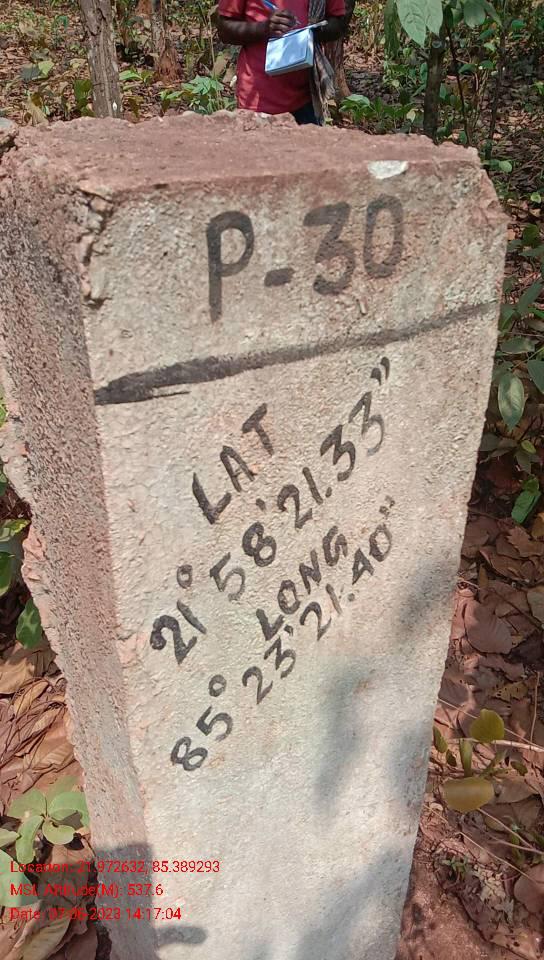 P-30
LAT
21° 58' 21.33"
LONG
85° 23' 21.40"
Location: 21.972632, 85.389293
MSL Altitude(M): 537.6
Date: 07-06-2023 14:17:04